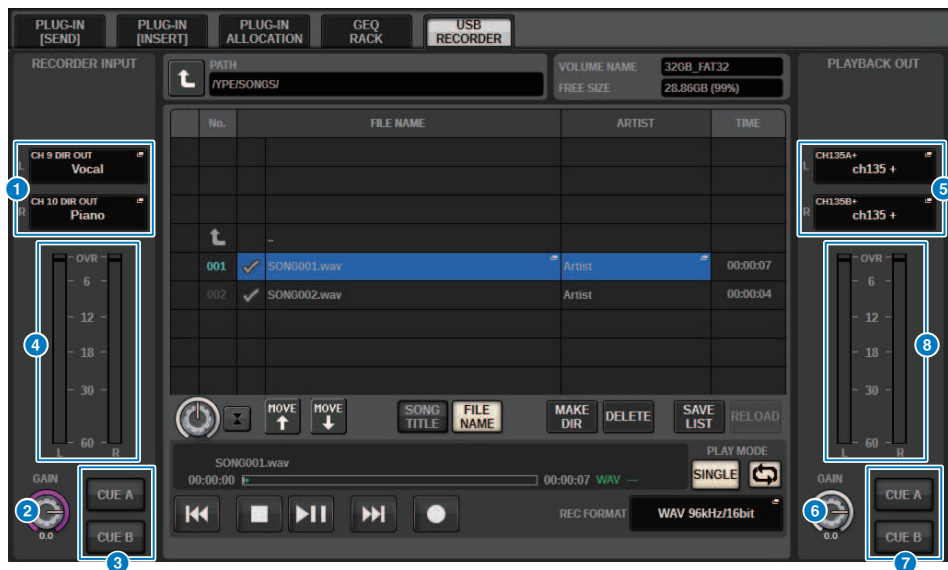 PLUG-IN [SEND]
PLUG-IN [INSERT]
PLUG-IN ALLOCATION
GEQ RACK
USB RECORDER
RECORDER INPUT
PATH
/YPE/SONGS/
VOLUME NAME
32GB_FAT32
FREE SIZE
28.86GB (99%)
PLAYBACK OUT
No.
FILE NAME
ARTIST
TIME
1
L
CH 9 DIR OUT
Vocal
R
CH 10 DIR OUT
Piano
5
L
CH135A+
ch135 +
R
CH135B+
ch135 +
-
001
SONG001.wav
Artist
00:00:07
002
SONG002.wav
Artist
00:00:04
4
OVR
6
12
18
30
60
L R
8
OVR
6
12
18
30
60
L R
MOVE
MOVE
SONG TITLE
FILE NAME
MAKE DIR
DELETE
SAVE LIST
RELOAD
SONG001.wav
00:00:00
00:00:07 WAV ---
PLAY MODE
SINGLE
REC FORMAT
WAV 96kHz/16bit
GAIN
2
0.0
CUE A
CUE B
3
GAIN
6
0.0
CUE A
CUE B
7